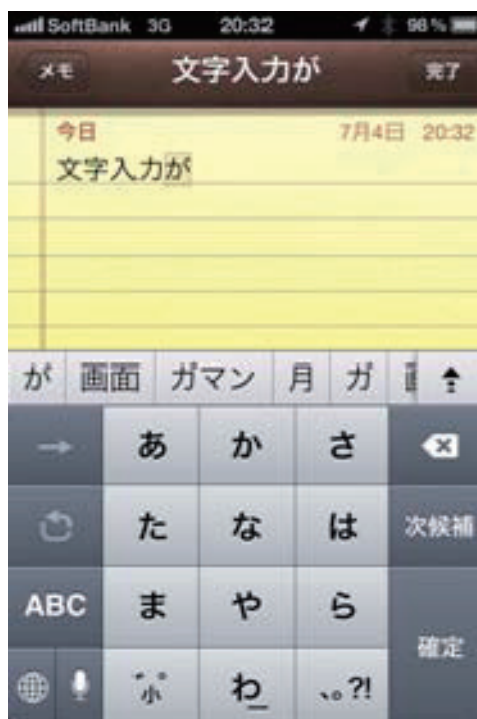 SoftBank 3G 20:32 98%
メモ 文字入力が 完了
今日 7月4日 20:32
文字入力が
が 画面 ガマン 月 ガ
→ あ か さ
た な は 次候補
ABC ま や ら
確定
゛゜小 わ_ 、。?!